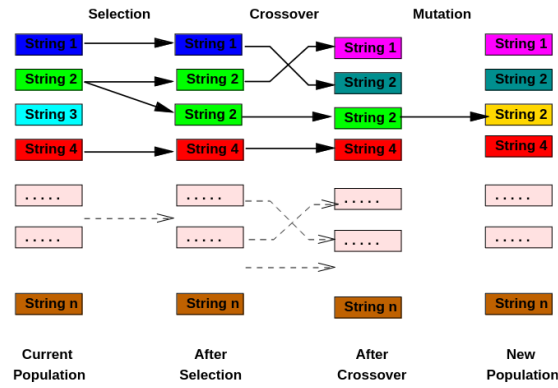 Selection Crossover Mutation
String 1 String 1 String 1 String 1
String 2 String 2 String 2 String 2
String 3 String 2 String 2 String 2
String 4 String 4 String 4 String 4
. . . . . . . . . . . . . . . . . . . .
. . . . . . . . . . . . . . . . . . . .
String n String n String n String n
Current After After New
Population Selection Crossover Population